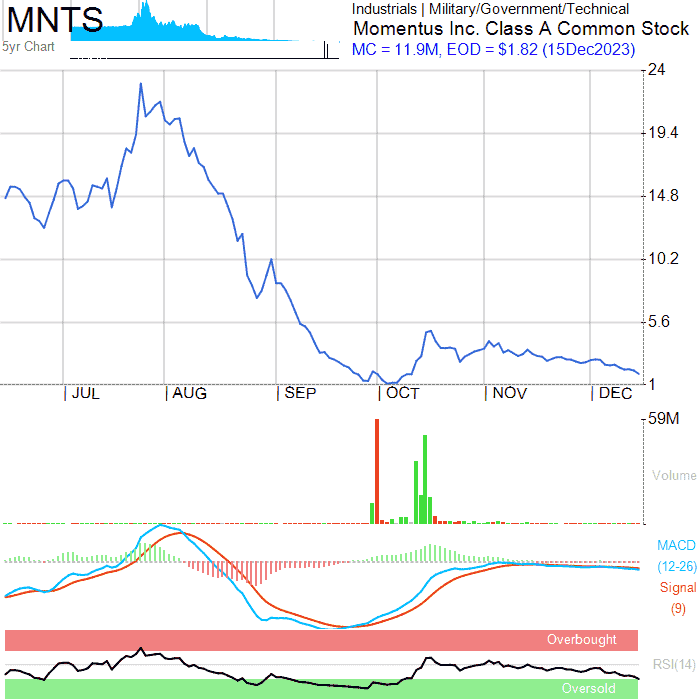 MNTS
Industrials | Military/Government/Technical
Momentus Inc. Class A Common Stock
5yr Chart
MC = 11.9M, EOD = $1.82 (15Dec2023)
24
19.4
14.8
10.2
5.6
1
JUL AUG SEP OCT NOV DEC
59M
Volume
MACD
(12-26)
Signal
(9)
Overbought
RSI(14)
Oversold